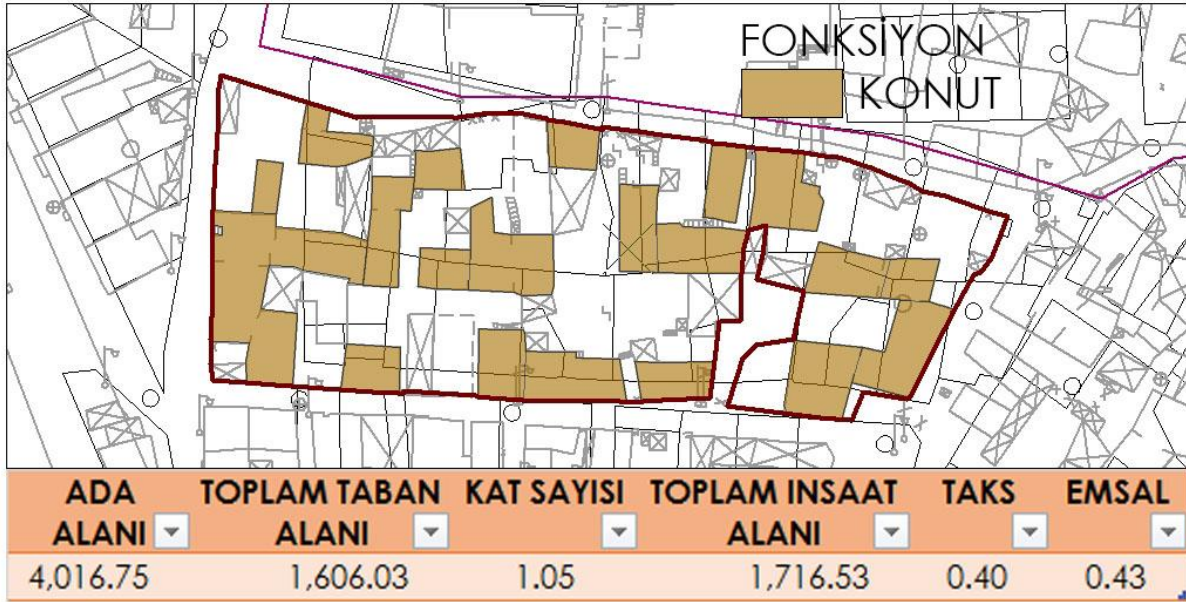 FONKSİYON
KONUT
ADA ALANI
TOPLAM TABAN ALANI
KAT SAYISI
TOPLAM INSAAT ALANI
TAKS
EMSAL
4,016.75 1,606.03 1.05 1,716.53 0.40 0.43